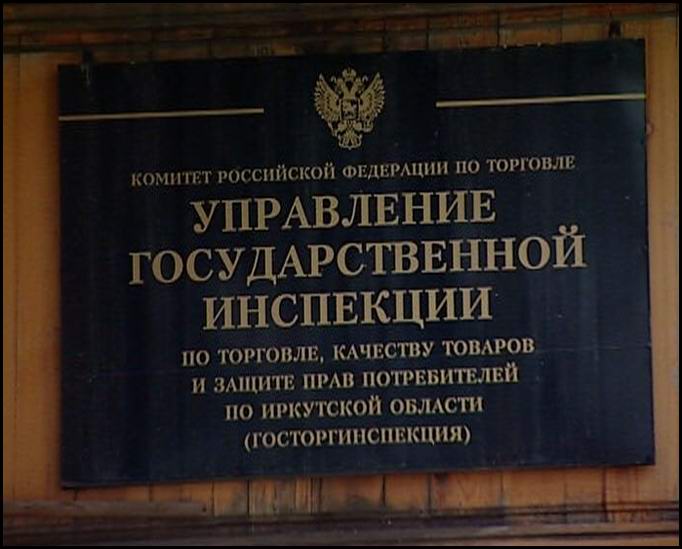 КОМИТЕТ РОССИЙСКОЙ ФЕДЕРАЦИИ ПО ТОРГОВЛЕ
УПРАВЛЕНИЕ
ГОСУДАРСТВЕННОЙ
ИНСПЕКЦИИ
ПО ТОРГОВЛЕ, КАЧЕСТВУ ТОВАРОВ
И ЗАЩИТЕ ПРАВ ПОТРЕБИТЕЛЕЙ
ПО ИРКУТСКОЙ ОБЛАСТИ
(ГОСТОРГИНСПЕКЦИЯ)